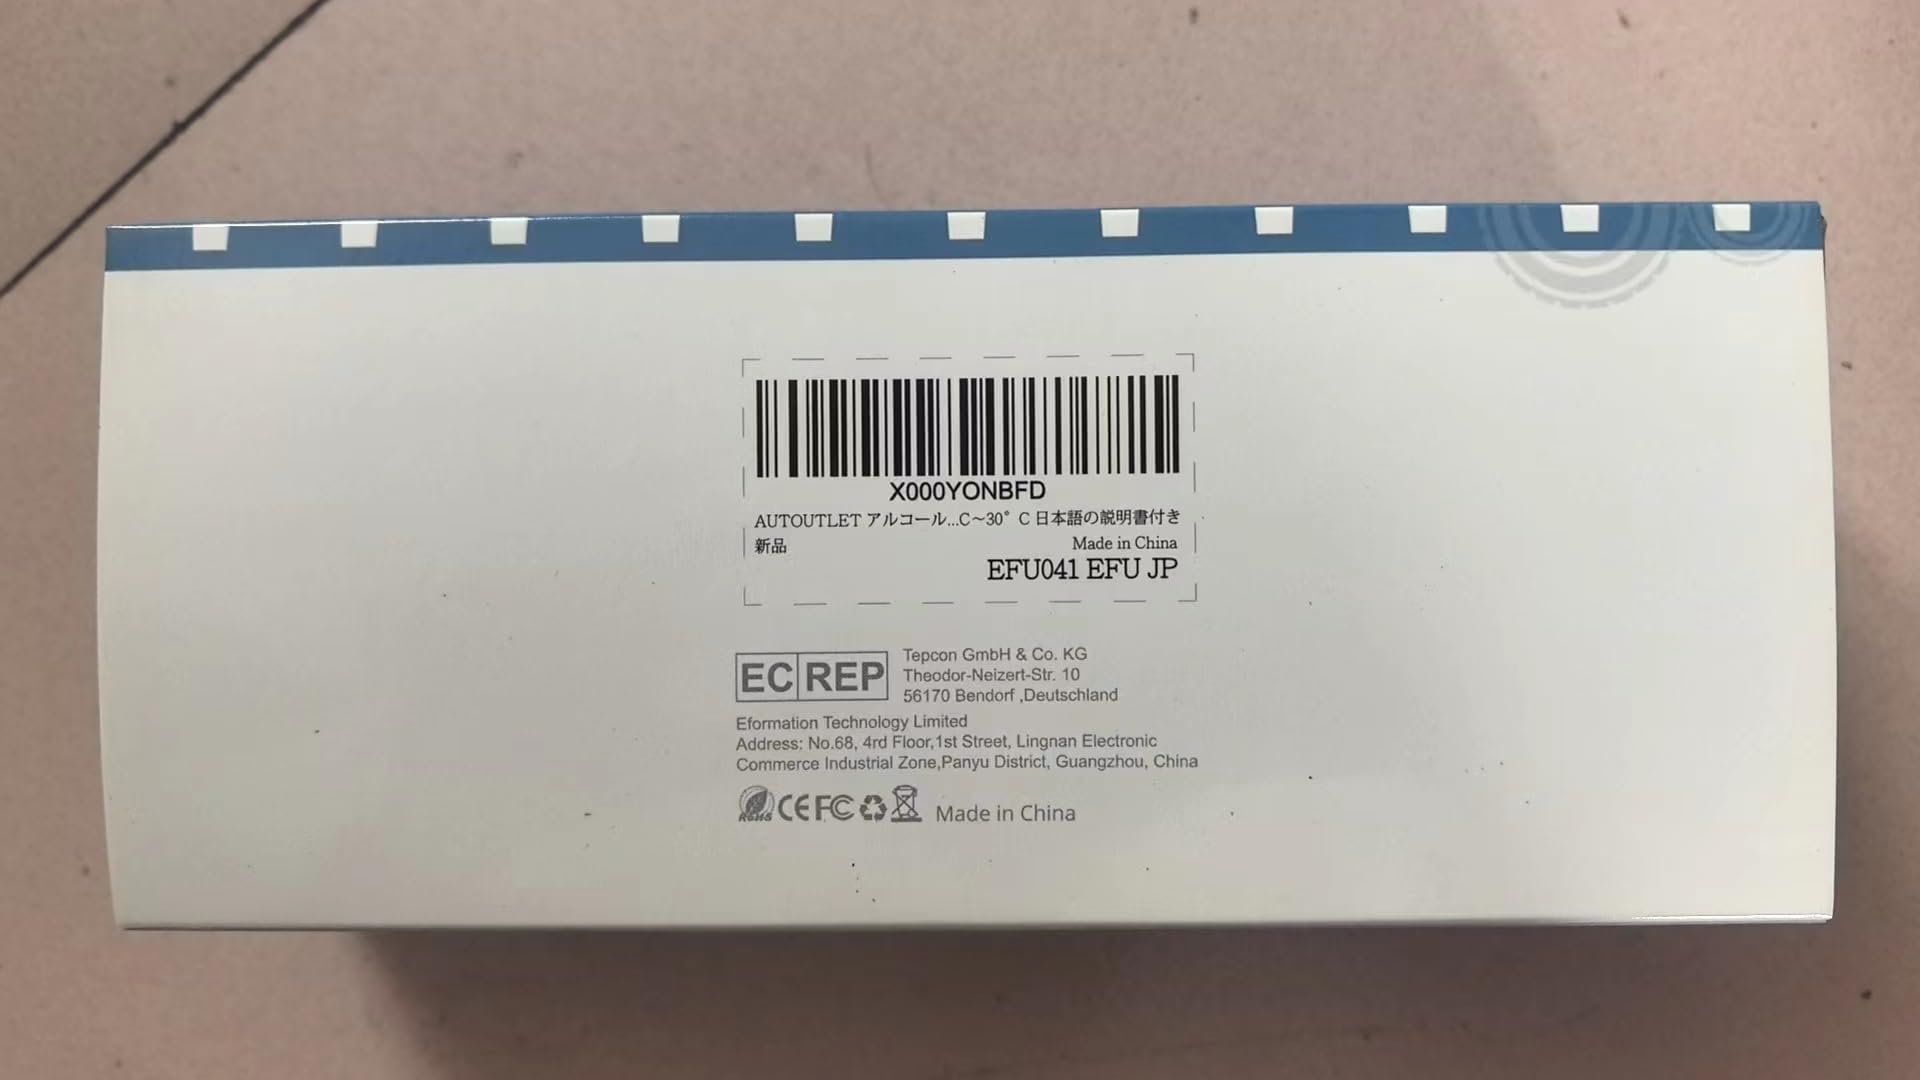 X000YONBFD
AUTOUTLET アルコール...C～30°C 日本語の説明書付き
新品
Made in China
EFU041 EFU JP
EC REP
Tepcon GmbH & Co. KG
Theodor-Neizert-Str. 10
56170 Bendorf ,Deutschland
Eformation Technology Limited
Address: No.68, 4rd Floor,1st Street, Lingnan Electronic
Commerce Industrial Zone,Panyu District, Guangzhou, China
RoHS CE FC Made in China